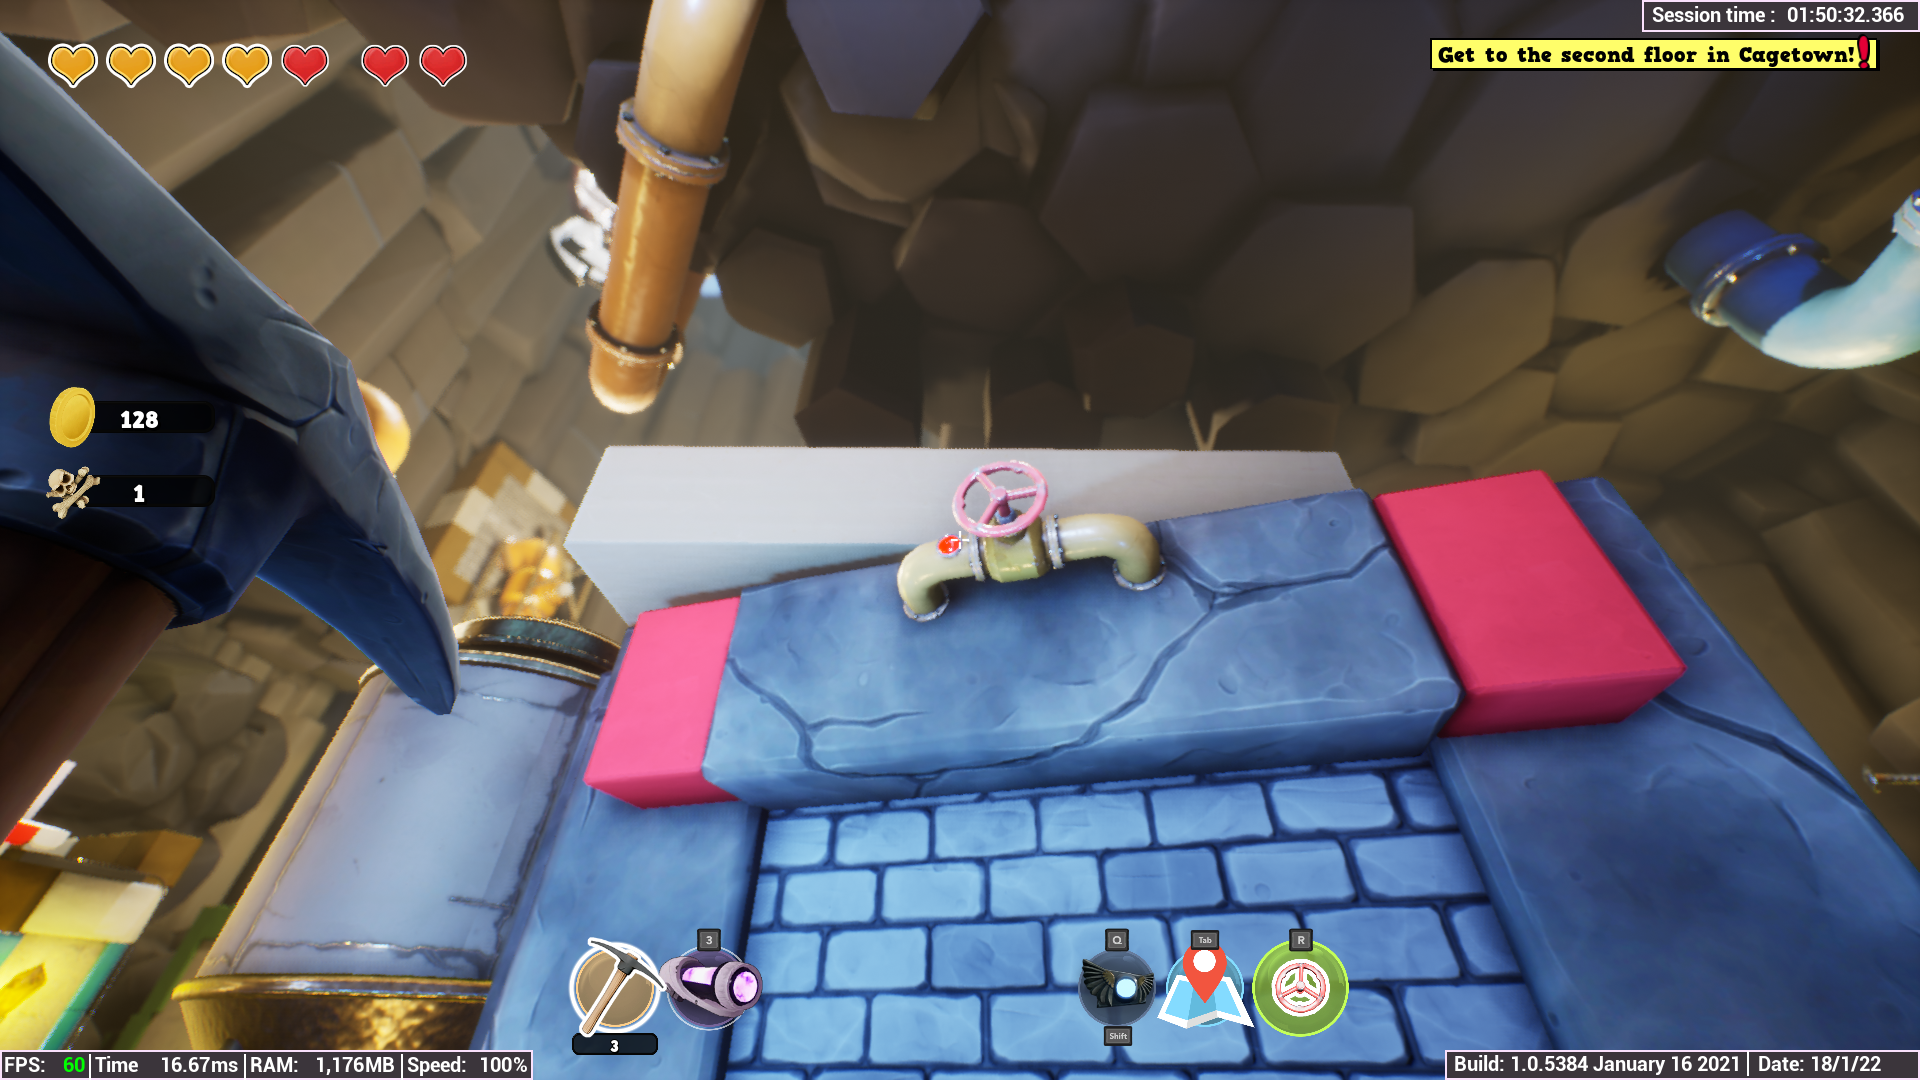 Session time : 01:50:32.366
Get to the second floor in Cagetown!
128
1
3
Q
Tab
R
Shift
3
FPS: 60 Time 16.67ms RAM: 1,176MB Speed: 100%
Build: 1.0.5384 January 16 2021 Date: 18/1/22